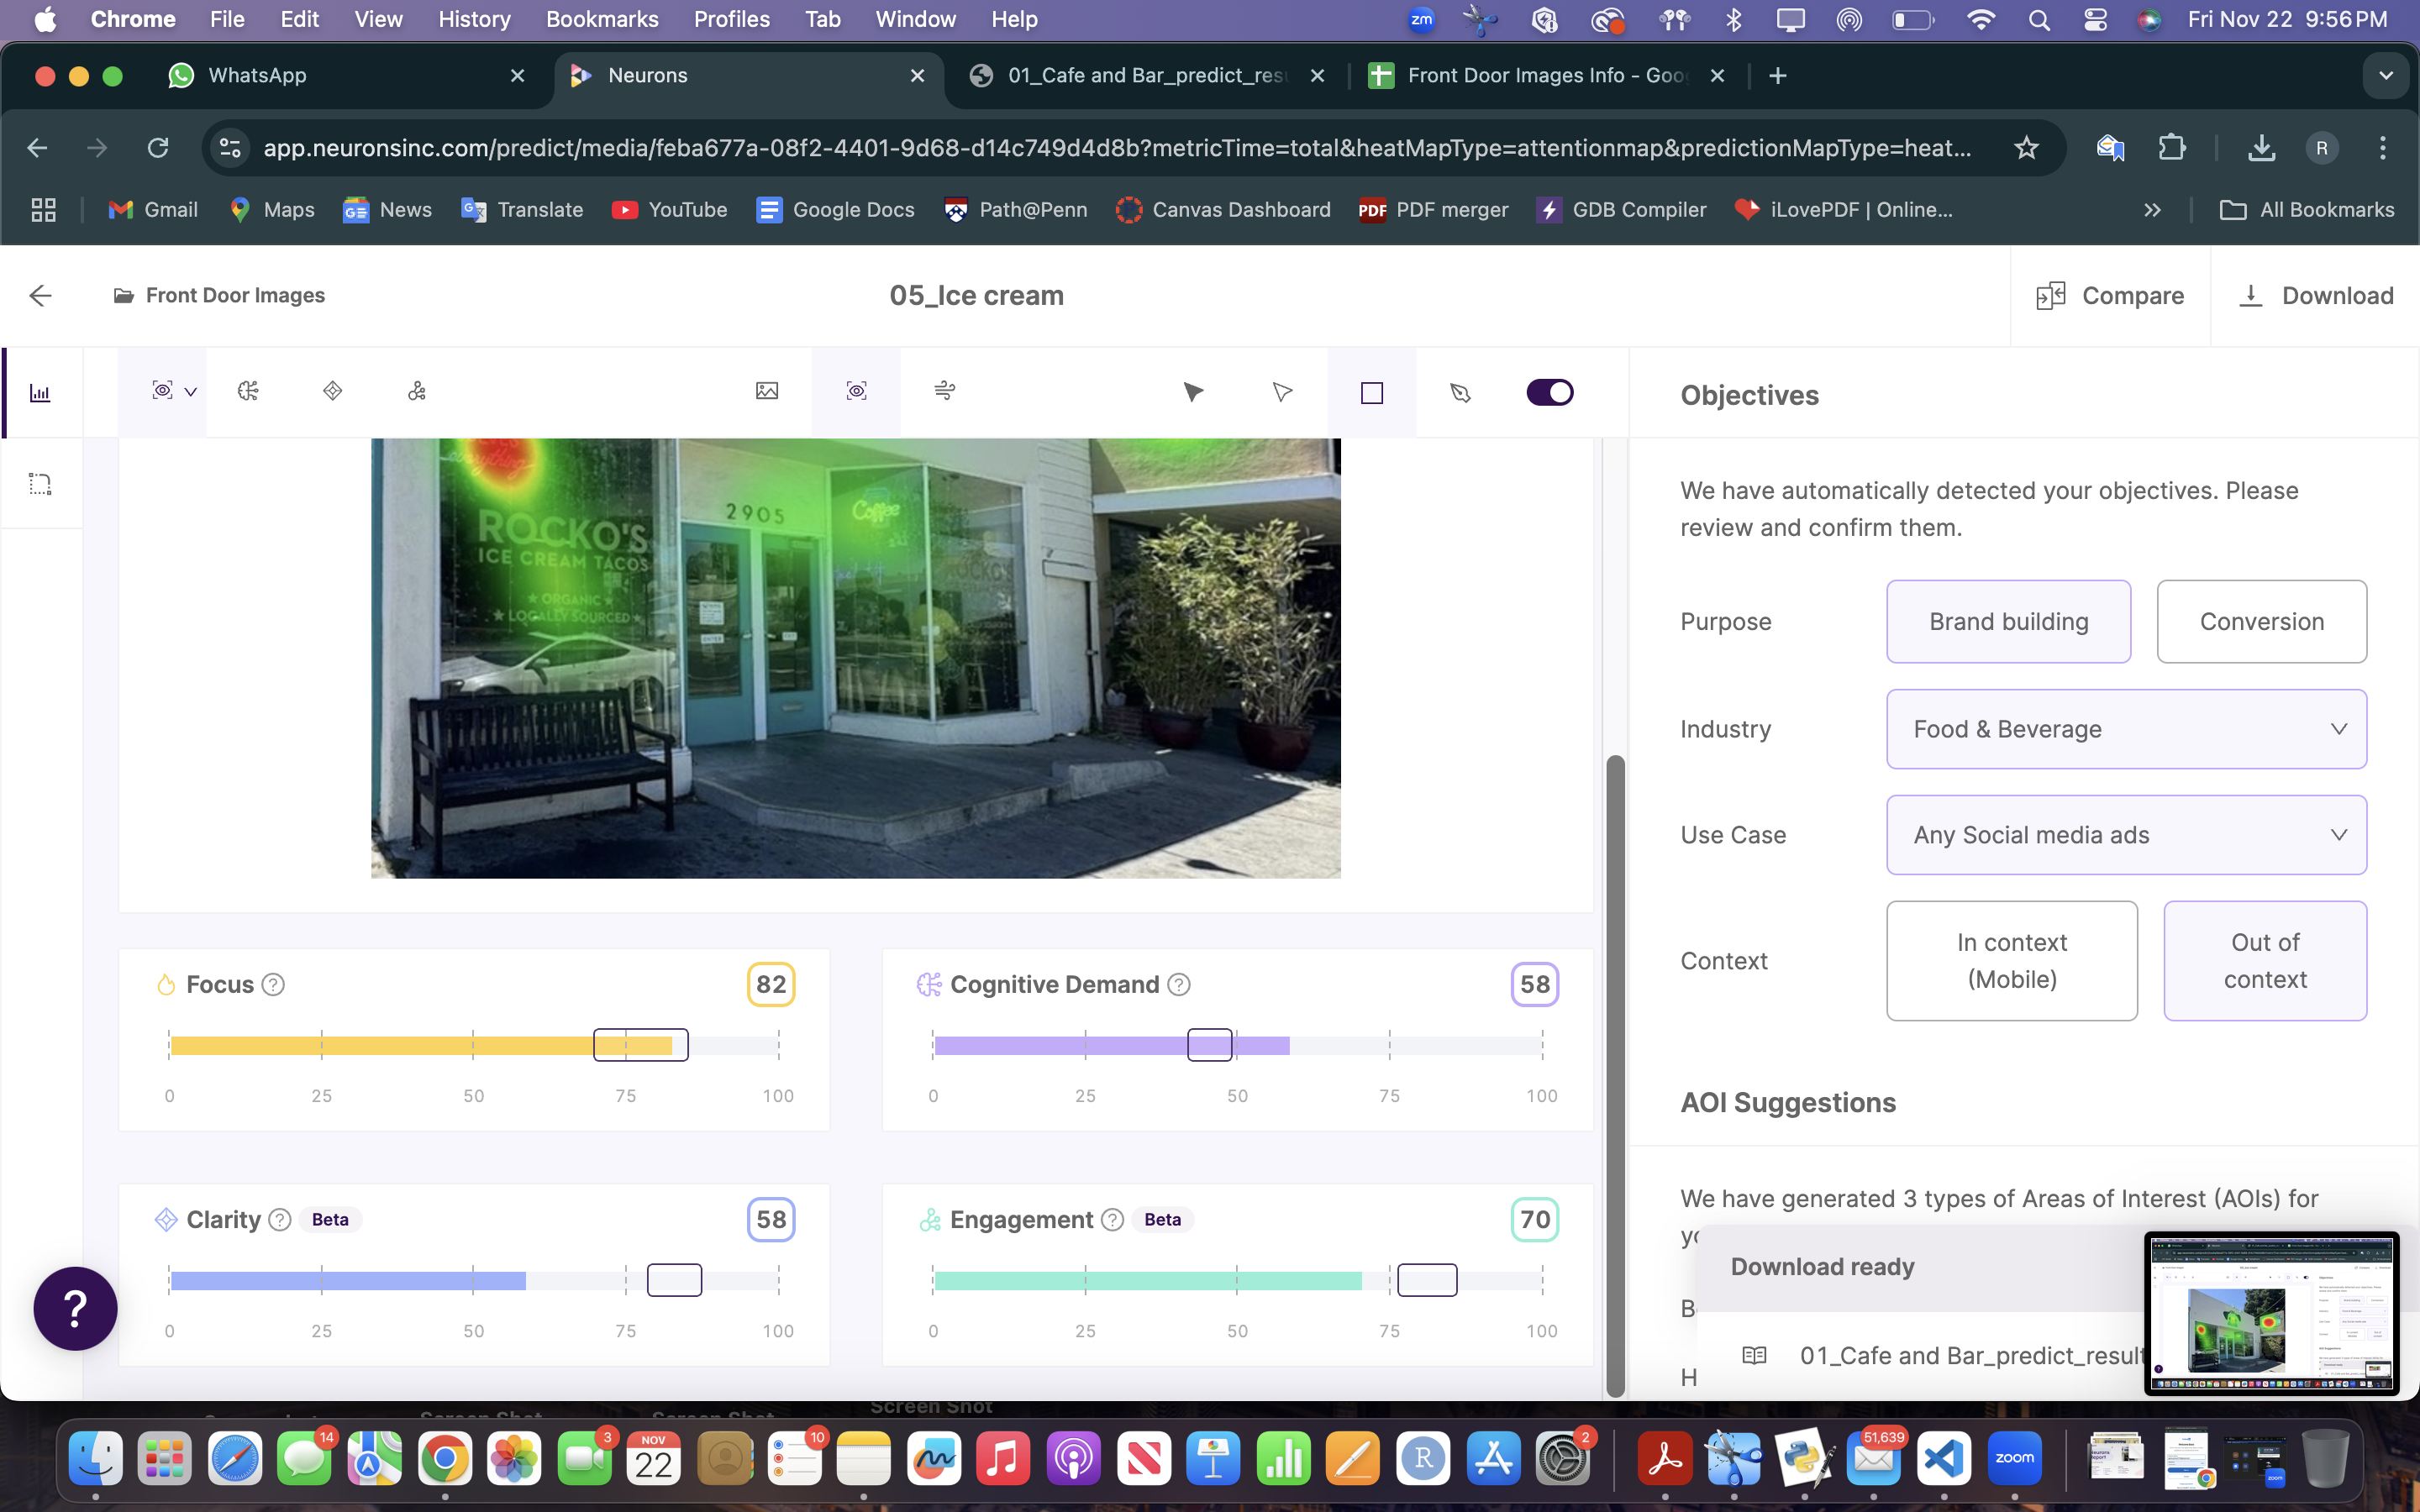 Chrome File Edit View History Bookmarks Profiles Tab Window Help zm Fri Nov 22 9:56 PM
WhatsApp Neurons 01_Cafe and Bar_predict_resu Front Door Images Info - Goo
app.neuronsinc.com/predict/media/feba677a-08f2-4401-9d68-d14c749d4d8b?metricTime=total&heatMapType=attentionmap&predictionMapType=heat... R
Gmail Maps News Translate YouTube Google Docs Path@Penn Canvas Dashboard PDF PDF merger GDB Compiler iLovePDF | Online... All Bookmarks
Front Door Images 05_Ice cream Compare Download
Objectives
everything
2905
Coffee
ROCKO'S
ICE CREAM TACOS
★ ORGANIC ★
★ LOCALLY SOURCED ★
We have automatically detected your objectives. Please
review and confirm them.
Purpose Brand building Conversion
Industry Food & Beverage
Use Case Any Social media ads
Context In context
(Mobile) Out of
context
Focus ? 82
0 25 50 75 100
Cognitive Demand ? 58
0 25 50 75 100
Clarity ? Beta 58
0 25 50 75 100
Engagement ? Beta 70
0 25 50 75 100
AOI Suggestions
We have generated 3 types of Areas of Interest (AOIs) for
Download ready
01_Cafe and Bar_predict_result
?
Screen Shot
14 3 NOV
22 10 2 51,639 zoom